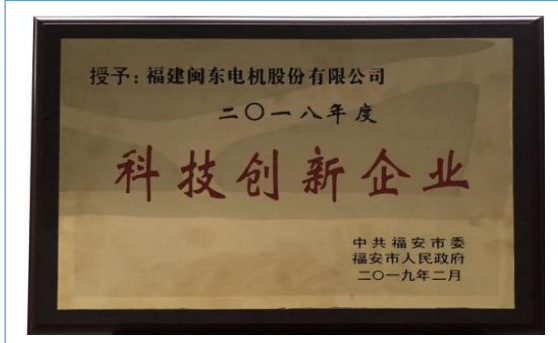 授予：福建闽东电机股份有限公司
二〇一八年度
科技创新企业
中共福安市委
福安市人民政府
二〇一九年二月